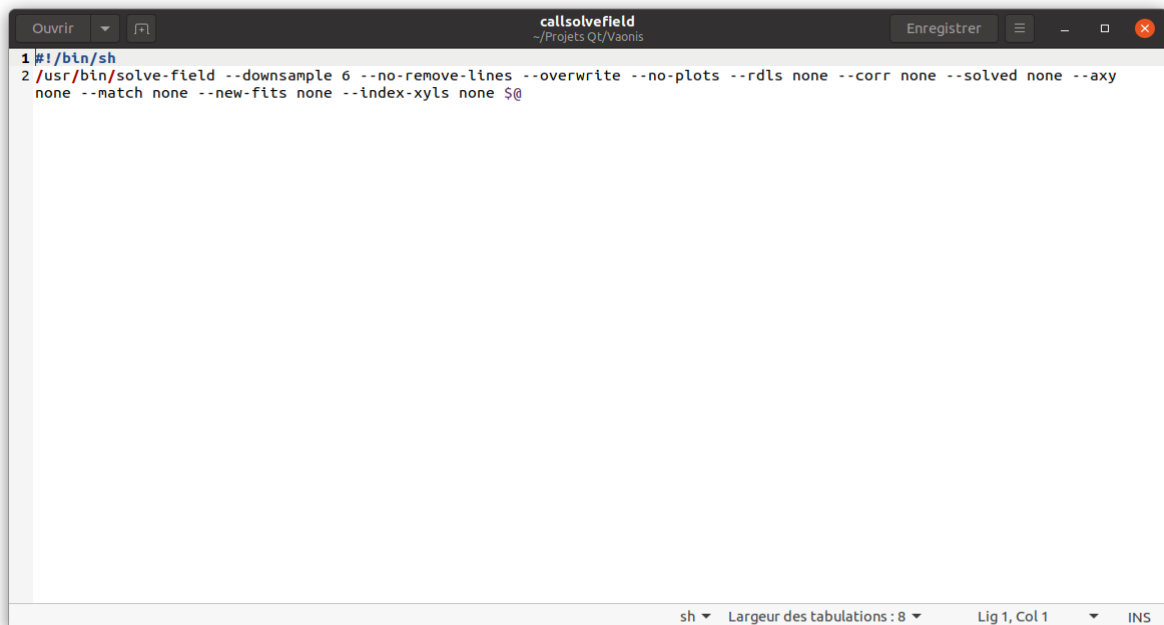 Ouvrir
callsolvefield
~/Projets Qt/Vaonis
Enregistrer
1 #!/bin/sh
2 /usr/bin/solve-field --downsample 6 --no-remove-lines --overwrite --no-plots --rdls none --corr none --solved none --axy
none --match none --new-fits none --index-xyls none $@
sh Largeur des tabulations : 8 Lig 1, Col 1 INS